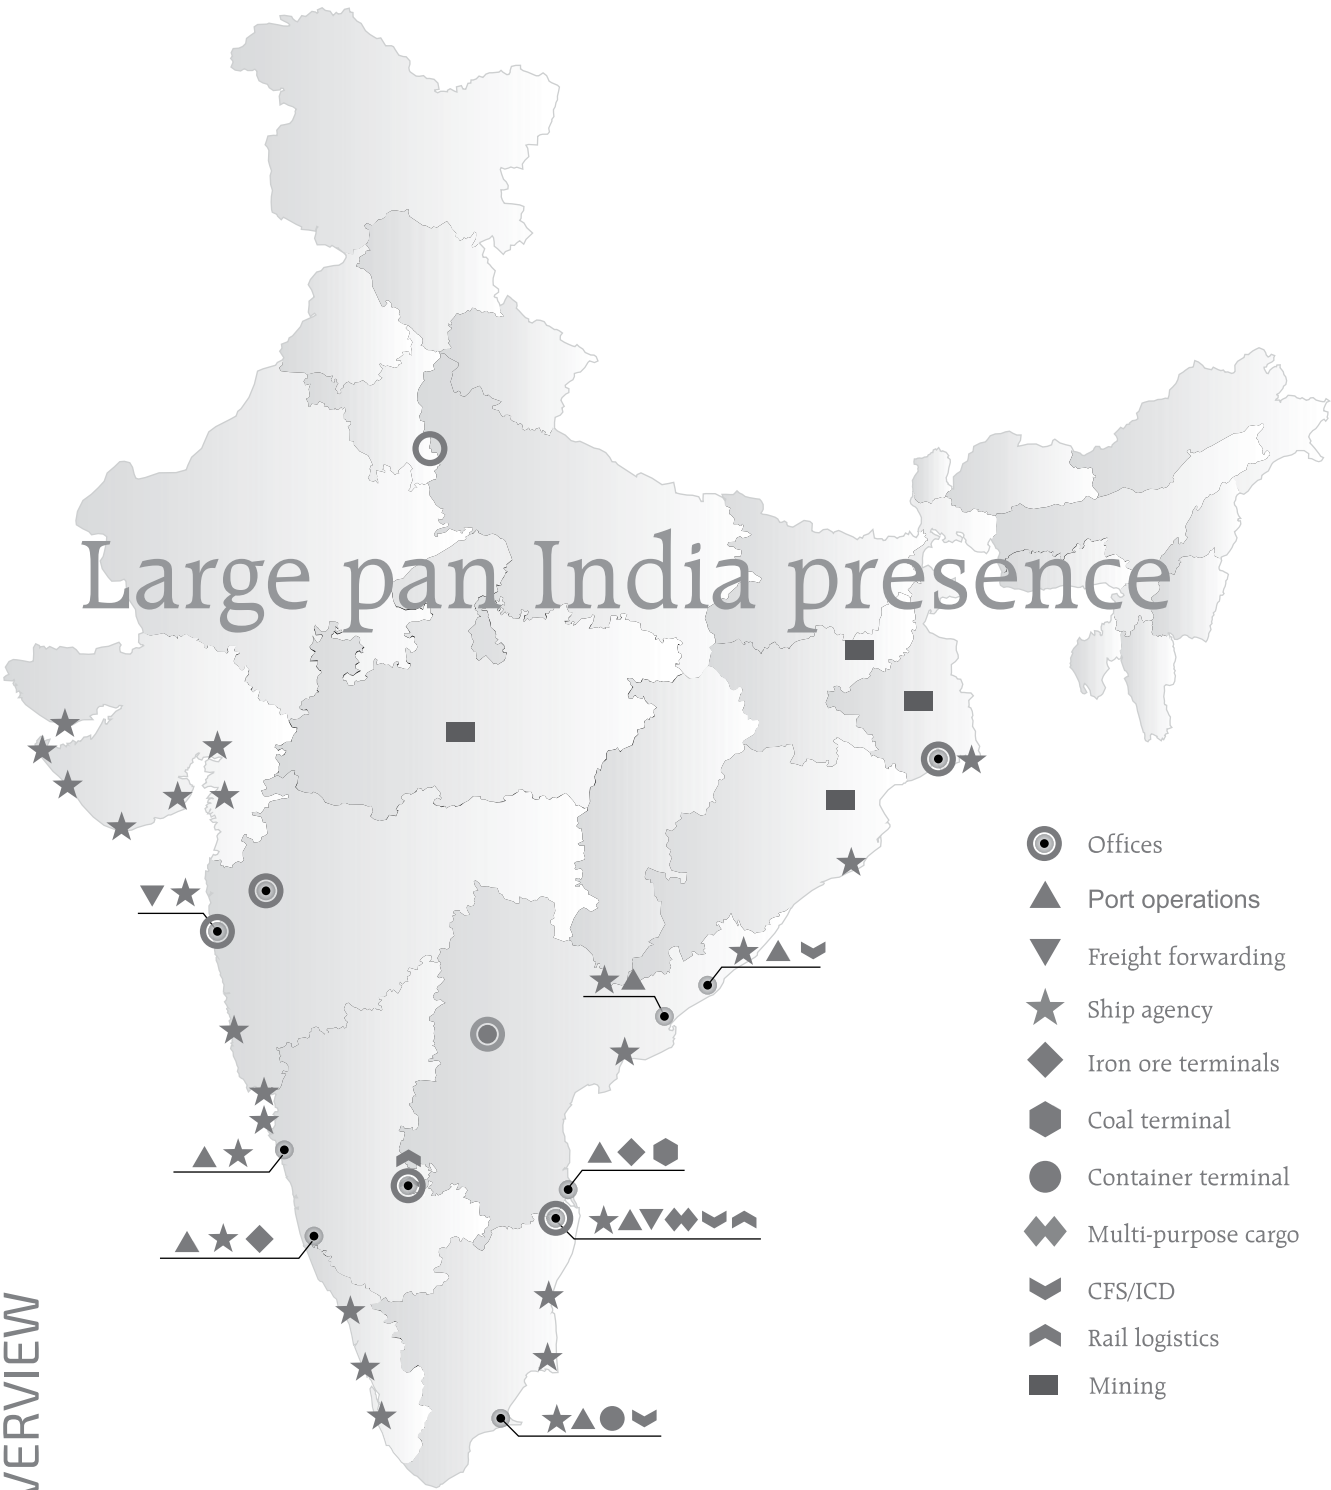 Large pan India presence
Offices
Port operations
Freight forwarding
Ship agency
Iron ore terminals
Coal terminal
Container terminal
Multi-purpose cargo
CFS/ICD
Rail logistics
Mining
VERVIEW